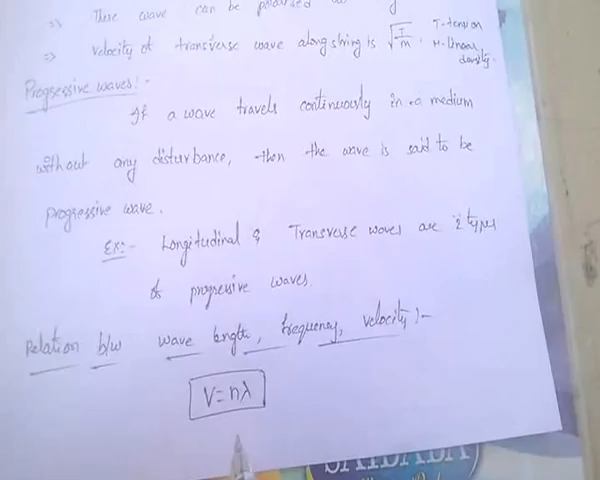 => These wave can be polarised
=> Velocity of transverse wave along string is √T/m. T-tension
M-linear
density.
Progressive waves:-
If a wave travels continuously in a medium
without any disturbance, then the wave is said to be
progressive wave.
Ex:- Longitudinal & Transverse waves are 2 types
of progressive waves.
Relation b/w wave length, frequency, velocity:-
V=nλ
SAIBABA